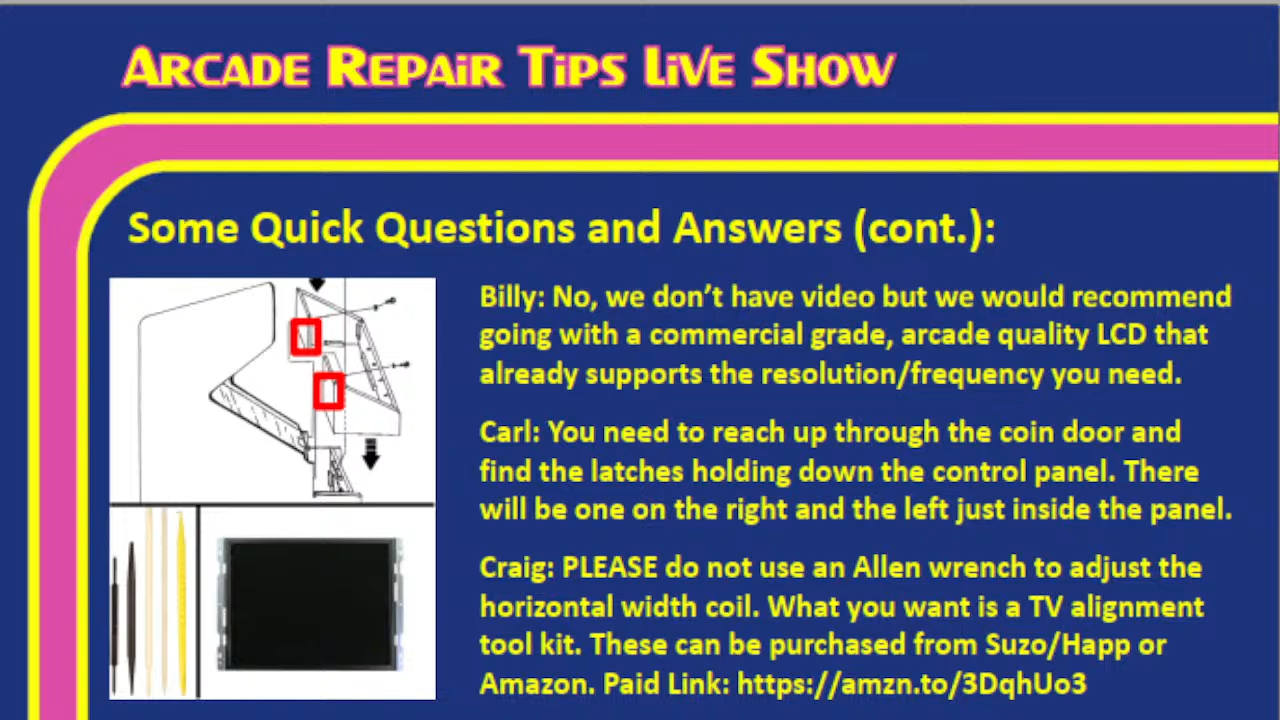 ARCADE REPAIR TIPS LIVE SHOW
Some Quick Questions and Answers (cont.):
Billy: No, we don't have video but we would recommend
going with a commercial grade, arcade quality LCD that
already supports the resolution/frequency you need.
Carl: You need to reach up through the coin door and
find the latches holding down the control panel. There
will be one on the right and the left just inside the panel.
Craig: PLEASE do not use an Allen wrench to adjust the
horizontal width coil. What you want is a TV alignment
tool kit. These can be purchased from Suzo/Happ or
Amazon. Paid Link: https://amzn.to/3DqhUo3